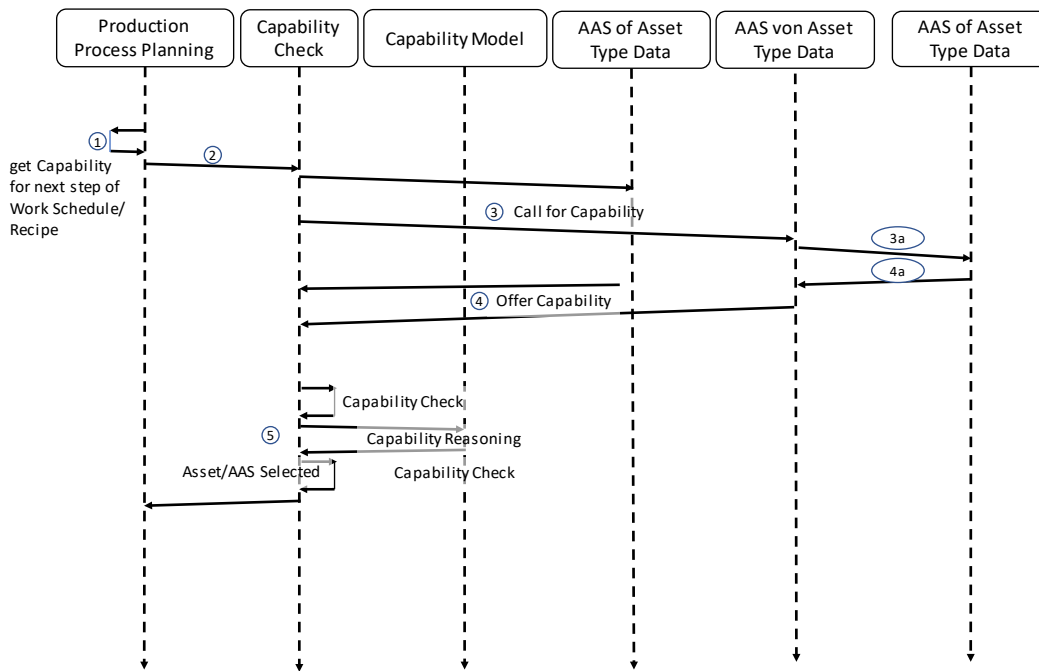 Production
Process Planning
Capability
Check
Capability Model
AAS of Asset
Type Data
AAS von Asset
Type Data
AAS of Asset
Type Data
1
2
get Capability
for next step of
Work Schedule/
Recipe
3 Call for Capability
3a
4a
4 Offer Capability
Capability Check
5
Capability Reasoning
Asset/AAS Selected
Capability Check